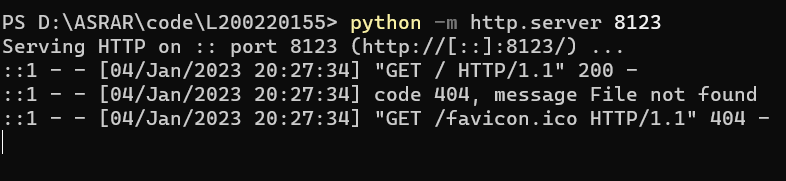 PS D:\ASRAR\code\L200220155> python -m http.server 8123
Serving HTTP on :: port 8123 (http://[::]:8123/) ...
::1 - - [04/Jan/2023 20:27:34] "GET / HTTP/1.1" 200 -
::1 - - [04/Jan/2023 20:27:34] code 404, message File not found
::1 - - [04/Jan/2023 20:27:34] "GET /favicon.ico HTTP/1.1" 404 -